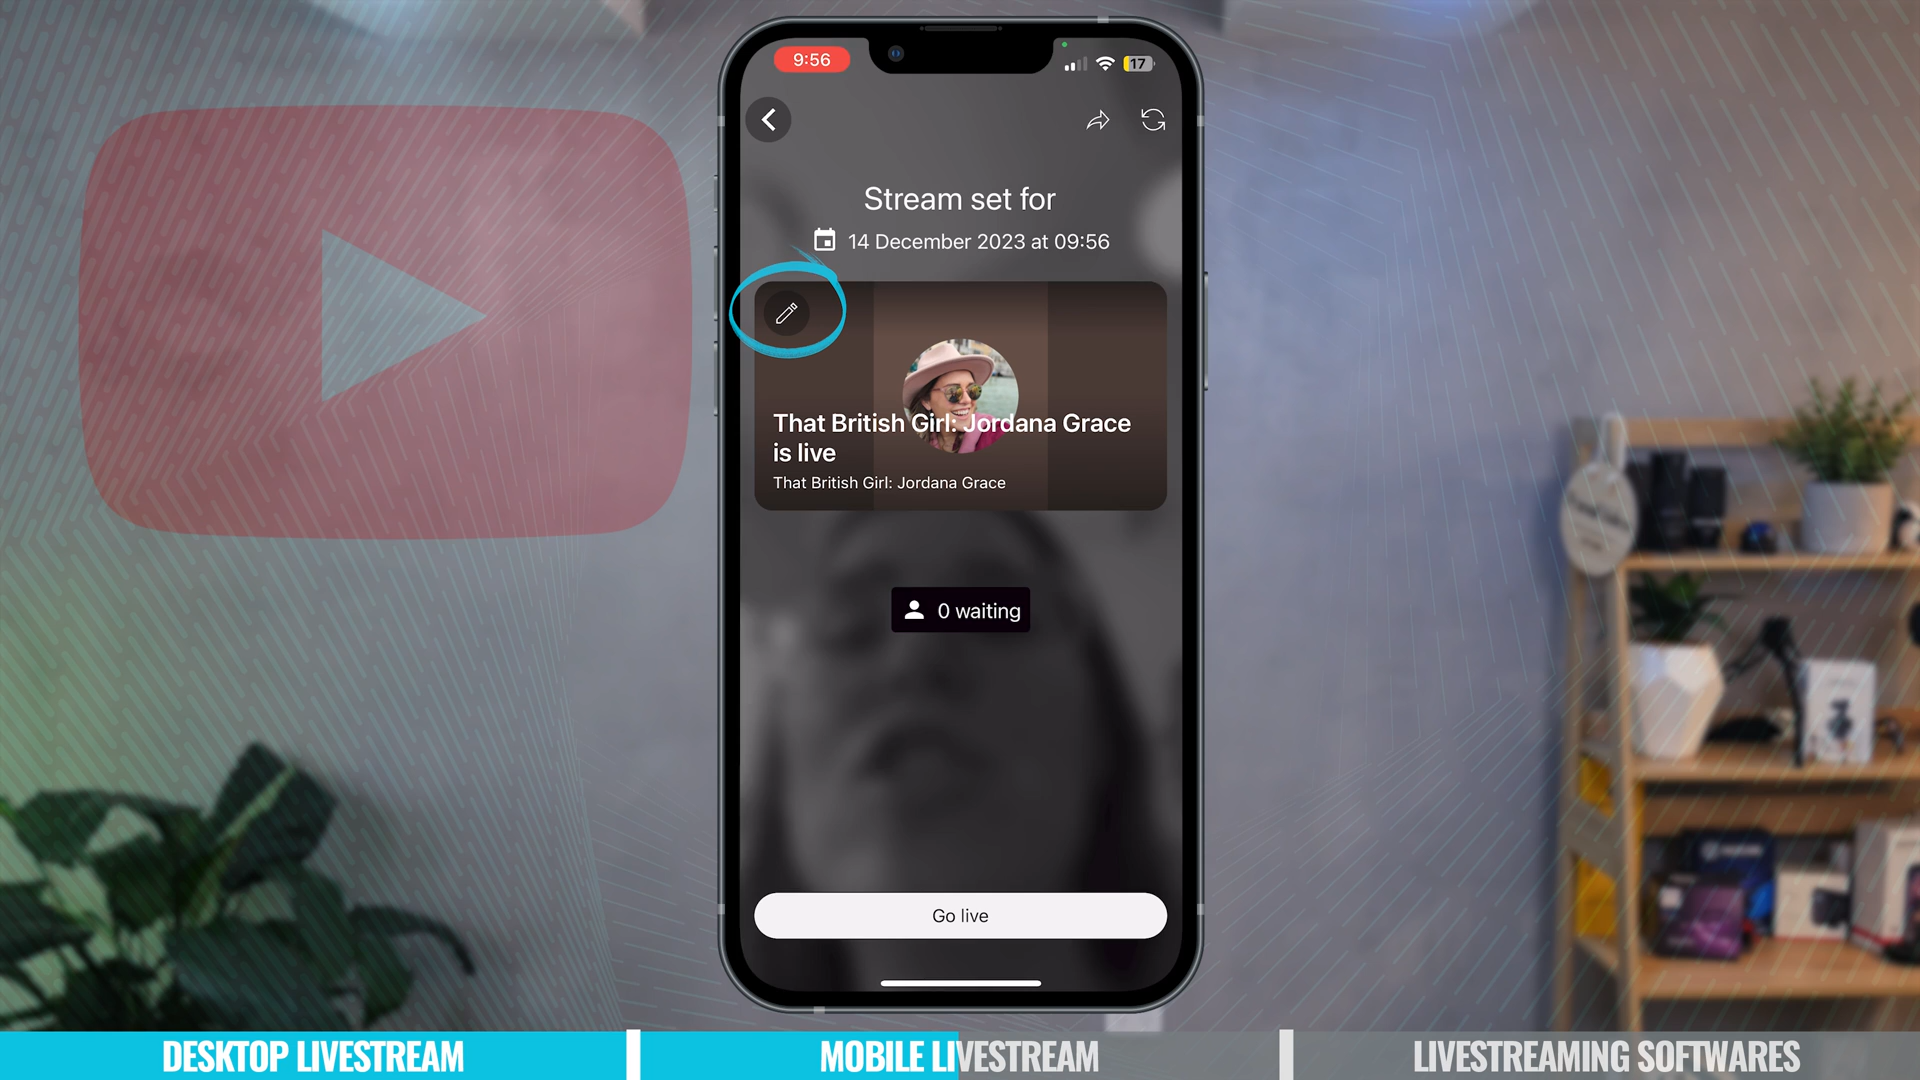 9:56
17
Stream set for
14 December 2023 at 09:56
That British Girl: Jordana Grace
is live
That British Girl: Jordana Grace
0 waiting
Go live
DESKTOP LIVESTREAM
MOBILE LIVESTREAM
LIVESTREAMING SOFTWARES